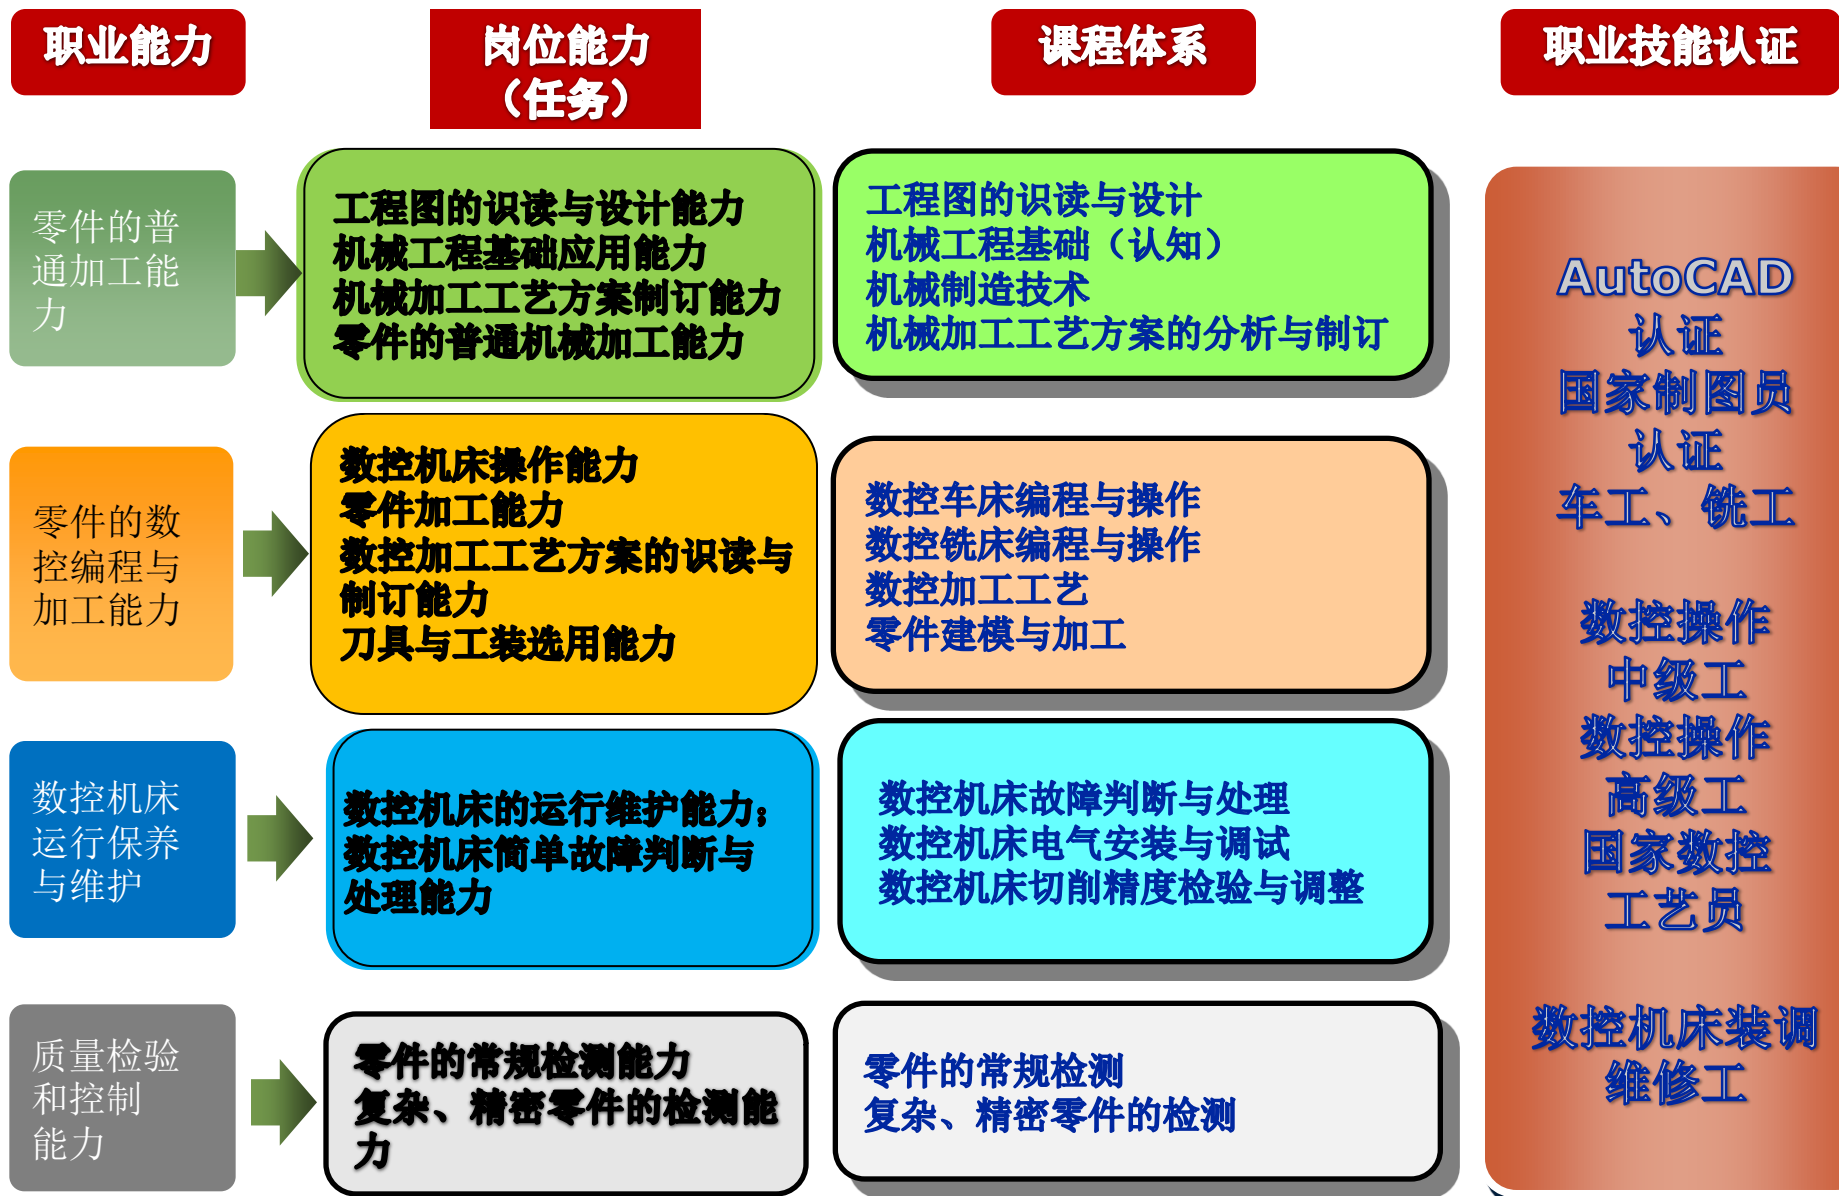 职业能力
岗位能力
（任务）
课程体系
职业技能认证
零件的普
通加工能
力
工程图的识读与设计能力
机械工程基础应用能力
机械加工工艺方案制订能力
零件的普通机械加工能力
工程图的识读与设计
机械工程基础（认知）
机械制造技术
机械加工工艺方案的分析与制订
零件的数
控编程与
加工能力
数控机床操作能力
零件加工能力
数控加工工艺方案的识读与
制订能力
刀具与工装选用能力
数控车床编程与操作
数控铣床编程与操作
数控加工工艺
零件建模与加工
数控机床
运行保养
与维护
数控机床的运行维护能力；
数控机床简单故障判断与
处理能力
数控机床故障判断与处理
数控机床电气安装与调试
数控机床切削精度检验与调整
质量检验
和控制
能力
零件的常规检测能力
复杂、精密零件的检测能
力
零件的常规检测
复杂、精密零件的检测
AutoCAD
认证
国家制图员
认证
车工、铣工
数控操作
中级工
数控操作
高级工
国家数控
工艺员
数控机床装调
维修工